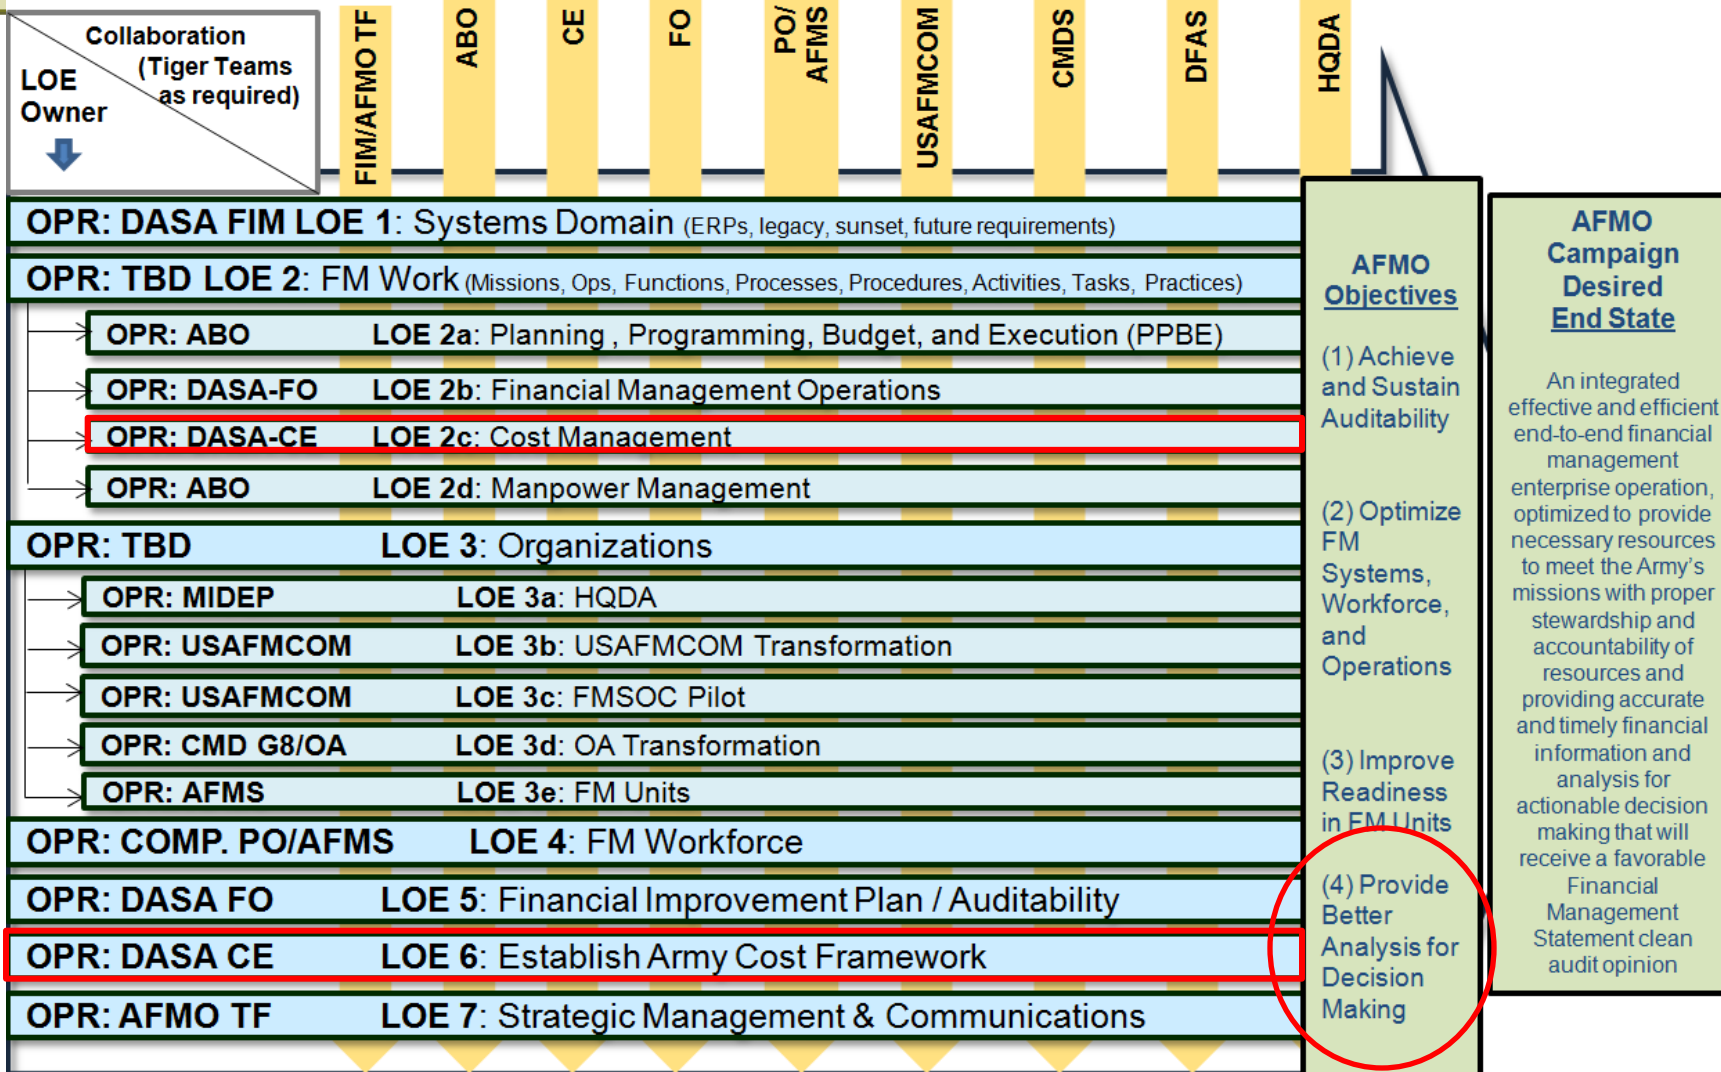 Collaboration
(Tiger Teams
as required)
LOE
Owner
FIM/AFMO TF
ABO
CE
FO
PO/
AFMS
USAFMCOM
CMDS
DFAS
HQDA
OPR: DASA FIM LOE 1: Systems Domain (ERPs, legacy, sunset, future requirements)
OPR: TBD LOE 2: FM Work (Missions, Ops, Functions, Processes, Procedures, Activities, Tasks, Practices)
OPR: ABO LOE 2a: Planning , Programming, Budget, and Execution (PPBE)
OPR: DASA-FO LOE 2b: Financial Management Operations
OPR: DASA-CE LOE 2c: Cost Management
OPR: ABO LOE 2d: Manpower Management
OPR: TBD LOE 3: Organizations
OPR: MIDEP LOE 3a: HQDA
OPR: USAFMCOM LOE 3b: USAFMCOM Transformation
OPR: USAFMCOM LOE 3c: FMSOC Pilot
OPR: CMD G8/OA LOE 3d: OA Transformation
OPR: AFMS LOE 3e: FM Units
OPR: COMP. PO/AFMS LOE 4: FM Workforce
OPR: DASA FO LOE 5: Financial Improvement Plan / Auditability
OPR: DASA CE LOE 6: Establish Army Cost Framework
OPR: AFMO TF LOE 7: Strategic Management & Communications
AFMO
Objectives
(1) Achieve
and Sustain
Auditability
(2) Optimize
FM
Systems,
Workforce,
and
Operations
(3) Improve
Readiness
in FM Units
(4) Provide
Better
Analysis for
Decision
Making
AFMO
Campaign
Desired
End State
An integrated
effective and efficient
end-to-end financial
management
enterprise operation,
optimized to provide
necessary resources
to meet the Army's
missions with proper
stewardship and
accountability of
resources and
providing accurate
and timely financial
information and
analysis for
actionable decision
making that will
receive a favorable
Financial
Management
Statement clean
audit opinion